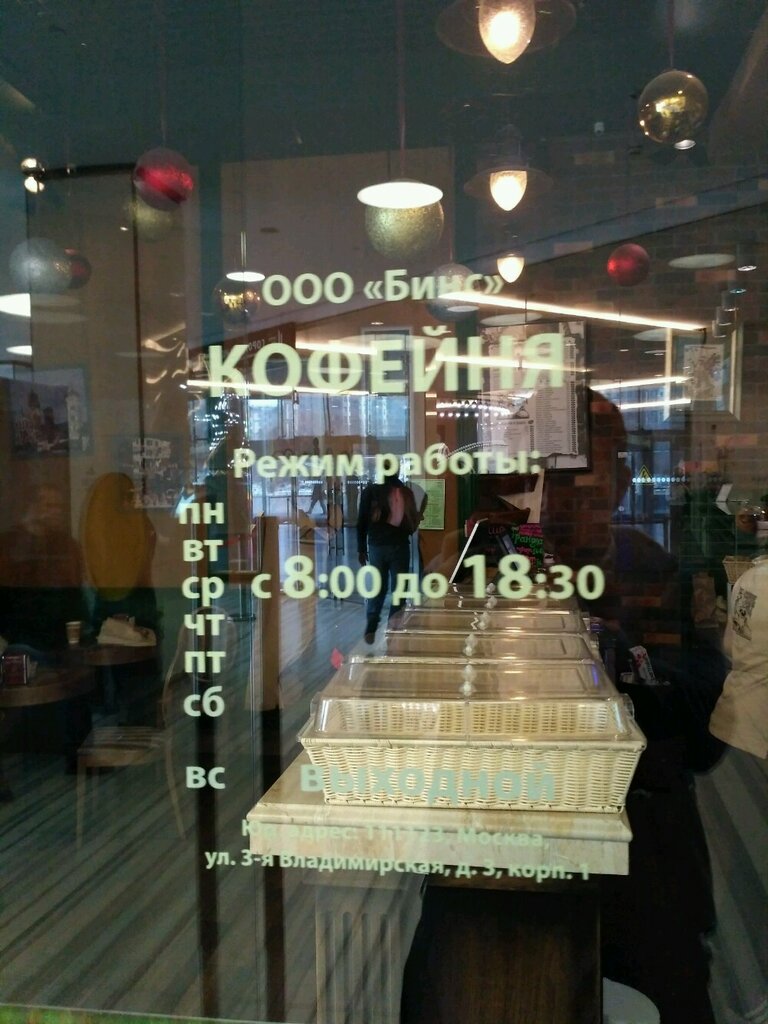 ООО «Бинс»
КОФЕЙНЯ
Режим работы:
пн
вт
ср с 8:00 до 18:30
чт
пт
сб
вс выходной
Юр. адрес: 111123, Москва,
ул. 3-я Владимирская, д. 3, корп. 1